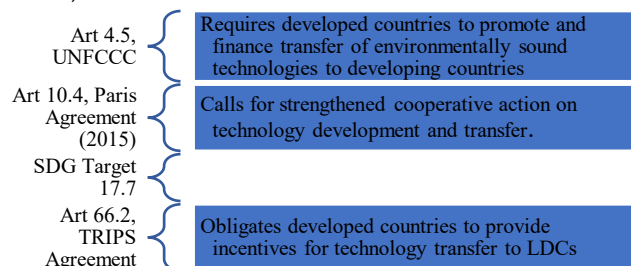 Art 4.5,
UNFCCC
Requires developed countries to promote and
finance transfer of environmentally sound
technologies to developing countries
Art 10.4, Paris
Agreement
(2015)
Calls for strengthened cooperative action on
technology development and transfer.
SDG Target
17.7
Art 66.2,
TRIPS
Agreement
Obligates developed countries to provide
incentives for technology transfer to LDCs